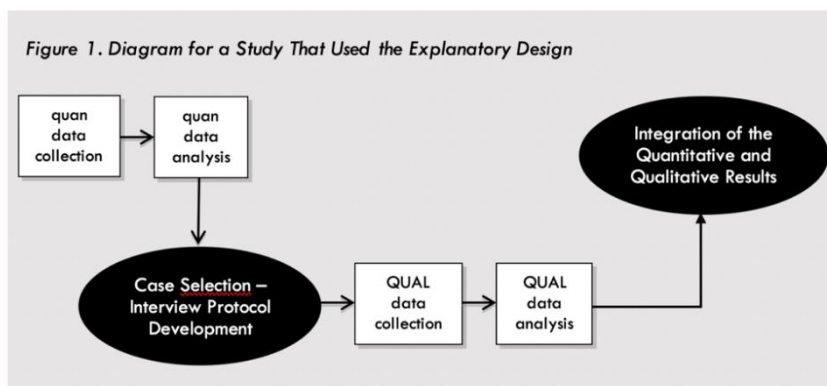 Figure 1. Diagram for a Study That Used the Explanatory Design
quan
data
collection
quan
data
analysis
Case Selection –
Interview Protocol
Development
QUAL
data
collection
QUAL
data
analysis
Integration of the
Quantitative and
Qualitative Results